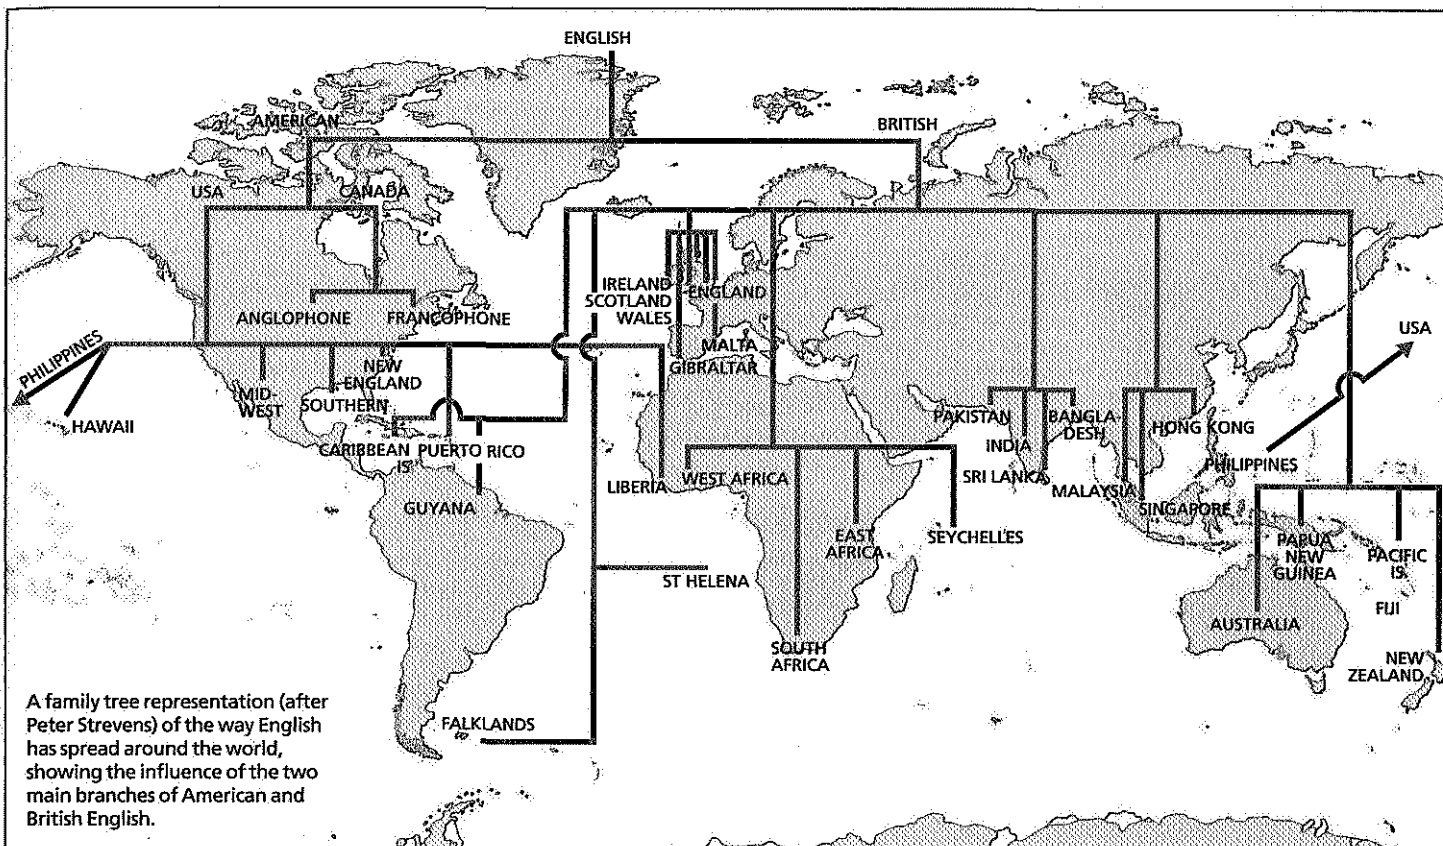 ENGLISH
AMERICAN
BRITISH
USA
CANADA
IRELAND
SCOTLAND
WALES
ENGLAND
ANGLOPHONE
FRANCOPHONE
MALTA
GIBRALTAR
USA
PHILIPPINES
HAWAII
MID-
WEST
SOUTHERN
NEW
ENGLAND
CARIBBEAN
IS
PUERTO RICO
GUYANA
LIBERIA
WEST AFRICA
EAST
AFRICA
SEYCHELLES
SOUTH
AFRICA
ST HELENA
FALKLANDS
PAKISTAN
INDIA
BANGLA
DESH
SRI LANKA
MALAYSIA
SINGAPORE
HONG KONG
PHILIPPINES
PAPUA
NEW
GUINEA
PACIFIC
IS
FIJI
AUSTRALIA
NEW
ZEALAND
A family tree representation (after
Peter Strevens) of the way English
has spread around the world,
showing the influence of the two
main branches of American and
British English.